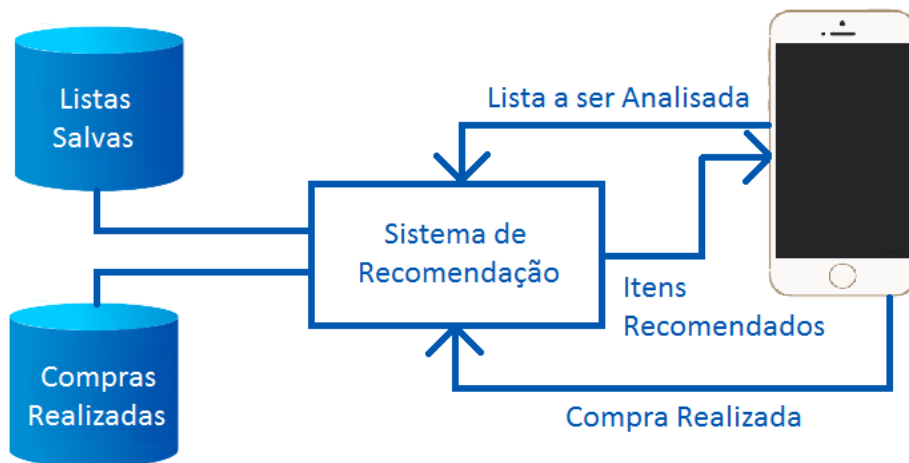 Listas
Salvas
Lista a ser Analisada
Sistema de
Recomendação
Itens
Recomendados
Compras
Realizadas
Compra Realizada